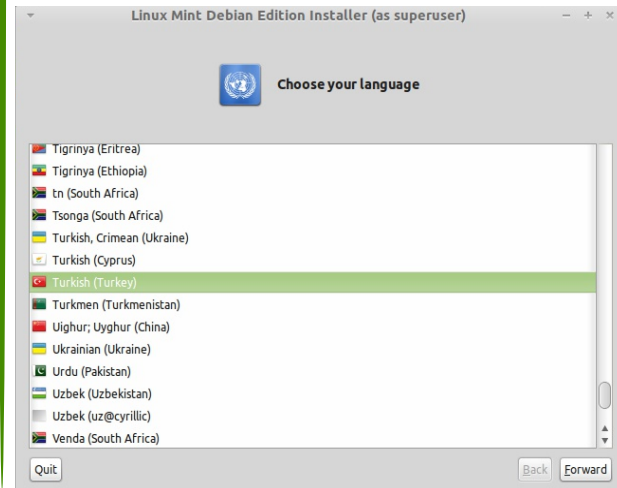 Linux Mint Debian Edition Installer (as superuser)
Choose your language
Tigrinya (Eritrea)
Tigrinya (Ethiopia)
tn (South Africa)
Tsonga (South Africa)
Turkish, Crimean (Ukraine)
Turkish (Cyprus)
Turkish (Turkey)
Turkmen (Turkmenistan)
Uighur; Uyghur (China)
Ukrainian (Ukraine)
Urdu (Pakistan)
Uzbek (Uzbekistan)
Uzbek (uz@cyrillic)
Venda (South Africa)
Quit Back Forward